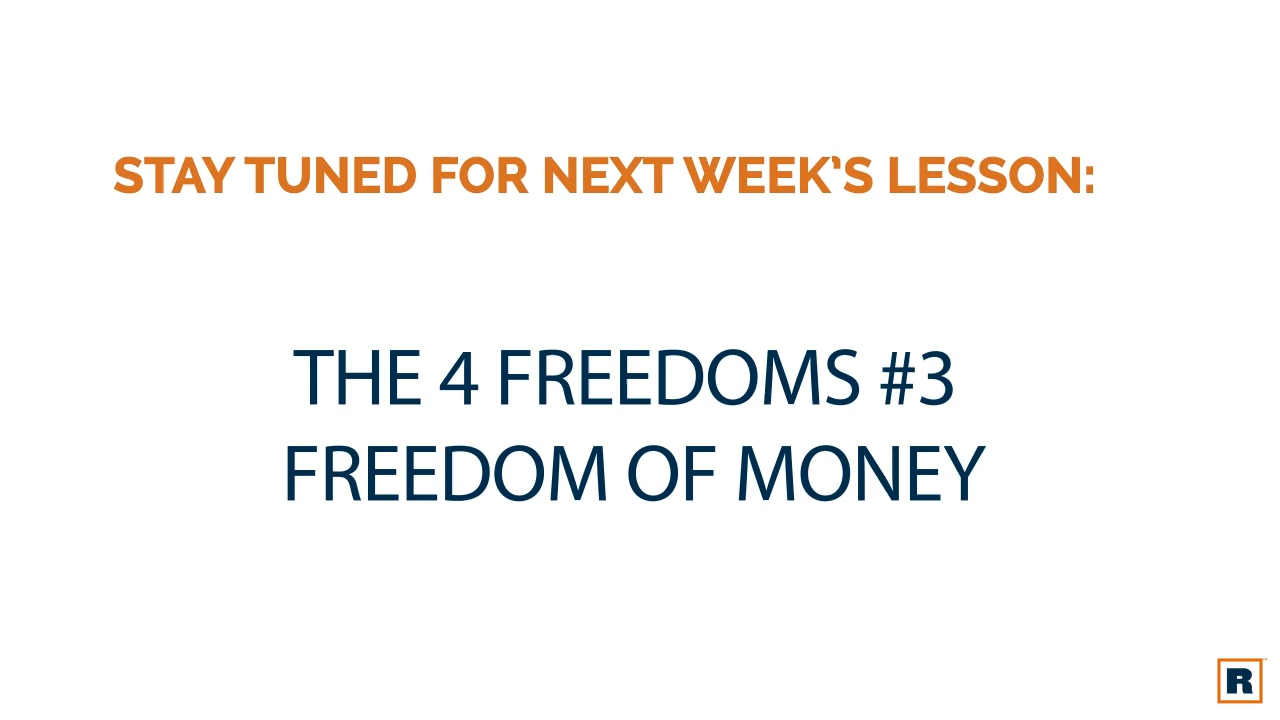 STAY TUNED FOR NEXT WEEK'S LESSON:
THE 4 FREEDOMS #3
FREEDOM OF MONEY
R